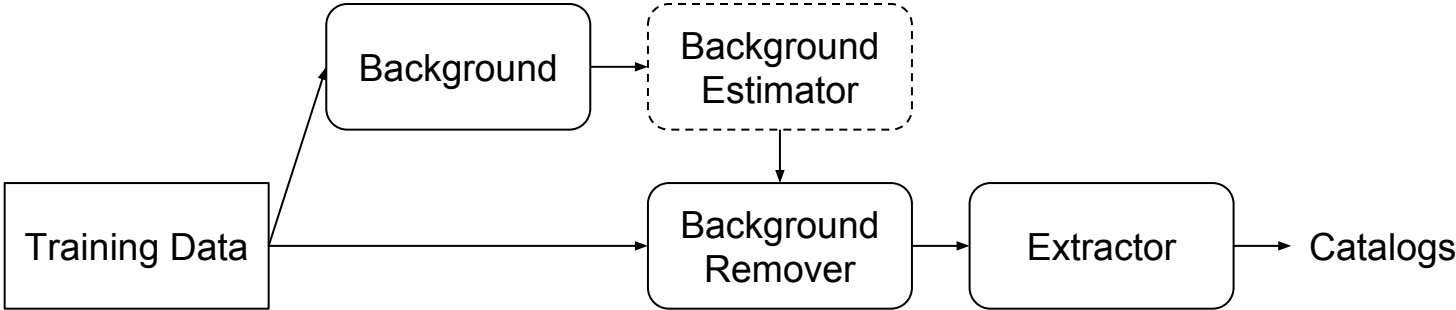 Background
Background
Estimator
Training Data
Background
Remover
Extractor
Catalogs